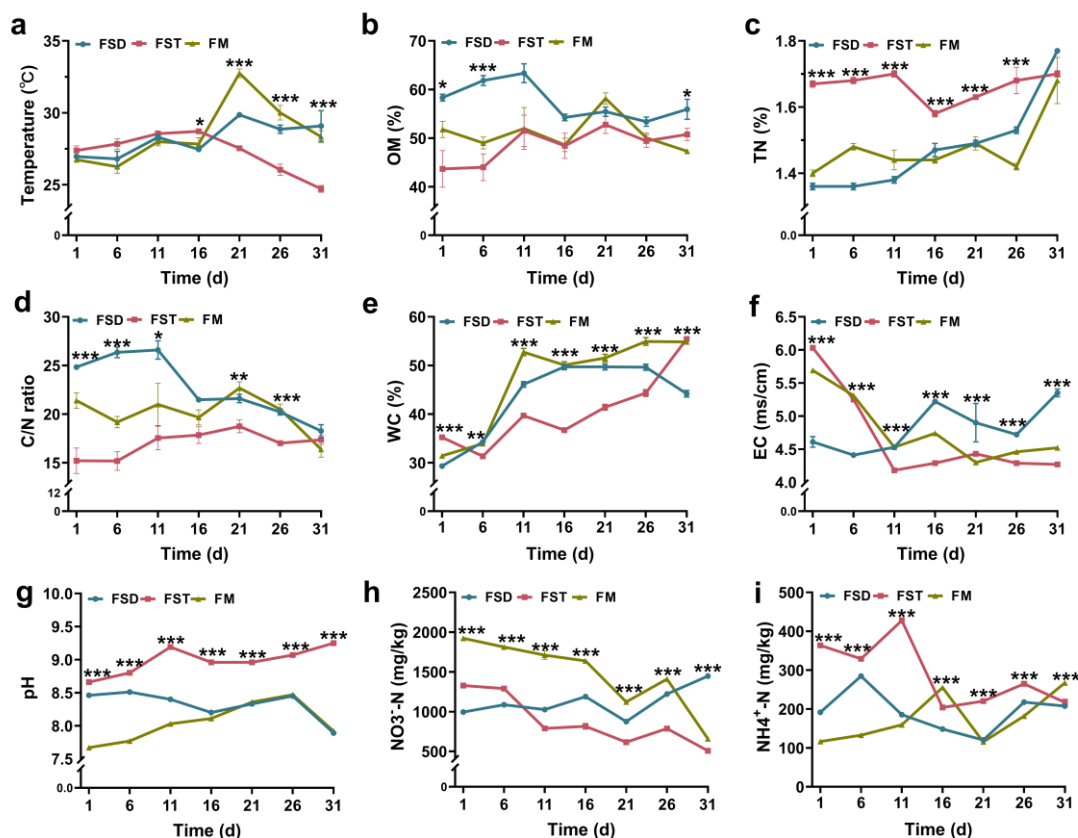 a
FSD FST FM
Temperature (℃)
35
30
25
0
*
***
***
***
1 6 11 16 21 26 31
Time (d)
b
FSD FST FM
OM (%)
70
60
50
40
0
*
***
*
1 6 11 16 21 26 31
Time (d)
c
FSD FST FM
TN (%)
1.8
1.6
1.4
0.0
***
***
***
***
***
***
1 6 11 16 21 26 31
Time (d)
d
FSD FST FM
C/N ratio
30
25
20
15
12
0
***
***
*
**
***
1 6 11 16 21 26 31
Time (d)
e
FSD FST FM
WC (%)
60
50
40
30
0
***
**
***
***
***
***
***
1 6 11 16 21 26 31
Time (d)
f
FSD FST FM
EC (ms/cm)
6.5
6.0
5.5
5.0
4.5
4.0
0
***
***
***
***
***
***
***
1 6 11 16 21 26 31
Time (d)
g
FSD FST FM
pH
10.0
9.5
9.0
8.5
8.0
7.5
0.0
***
***
***
***
***
***
***
1 6 11 16 21 26 31
Time (d)
h
FSD FST FM
NO3⁻-N (mg/kg)
2500
2000
1500
1000
500
0
***
***
***
***
***
***
***
1 6 11 16 21 26 31
Time (d)
i
FSD FST FM
NH4⁺-N (mg/kg)
500
400
300
200
100
0
***
***
***
***
***
***
***
1 6 11 16 21 26 31
Time (d)